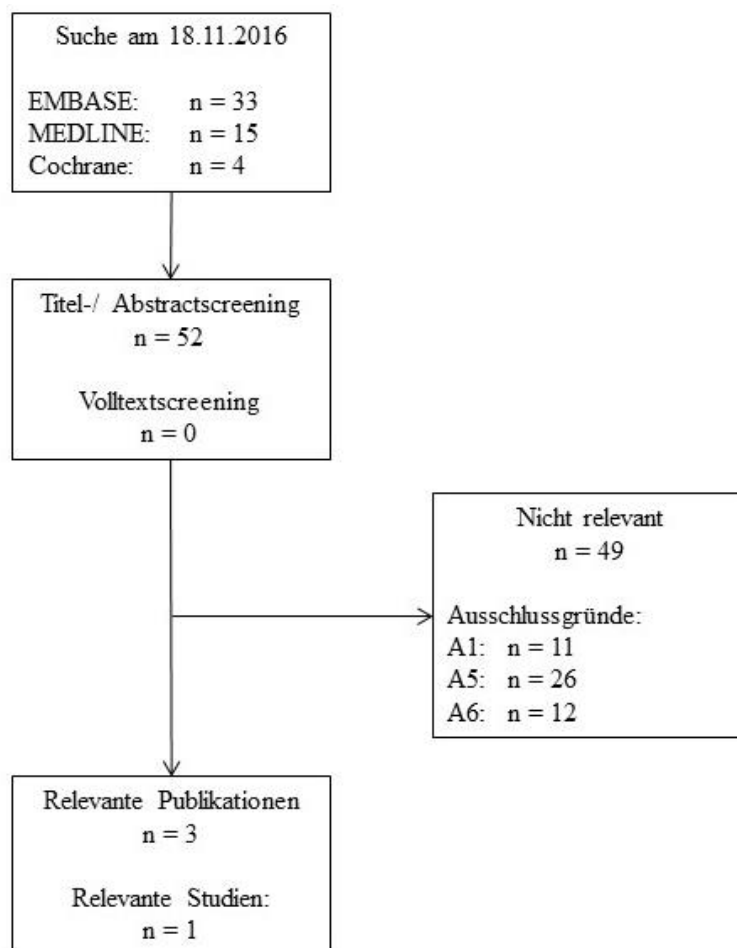 Suche am 18.11.2016
EMBASE: n = 33
MEDLINE: n = 15
Cochrane: n = 4
Titel-/ Abstractscreening
n = 52
Volltextscreening
n = 0
Nicht relevant
n = 49
Ausschlussgründe:
A1: n = 11
A5: n = 26
A6: n = 12
Relevante Publikationen
n = 3
Relevante Studien:
n = 1